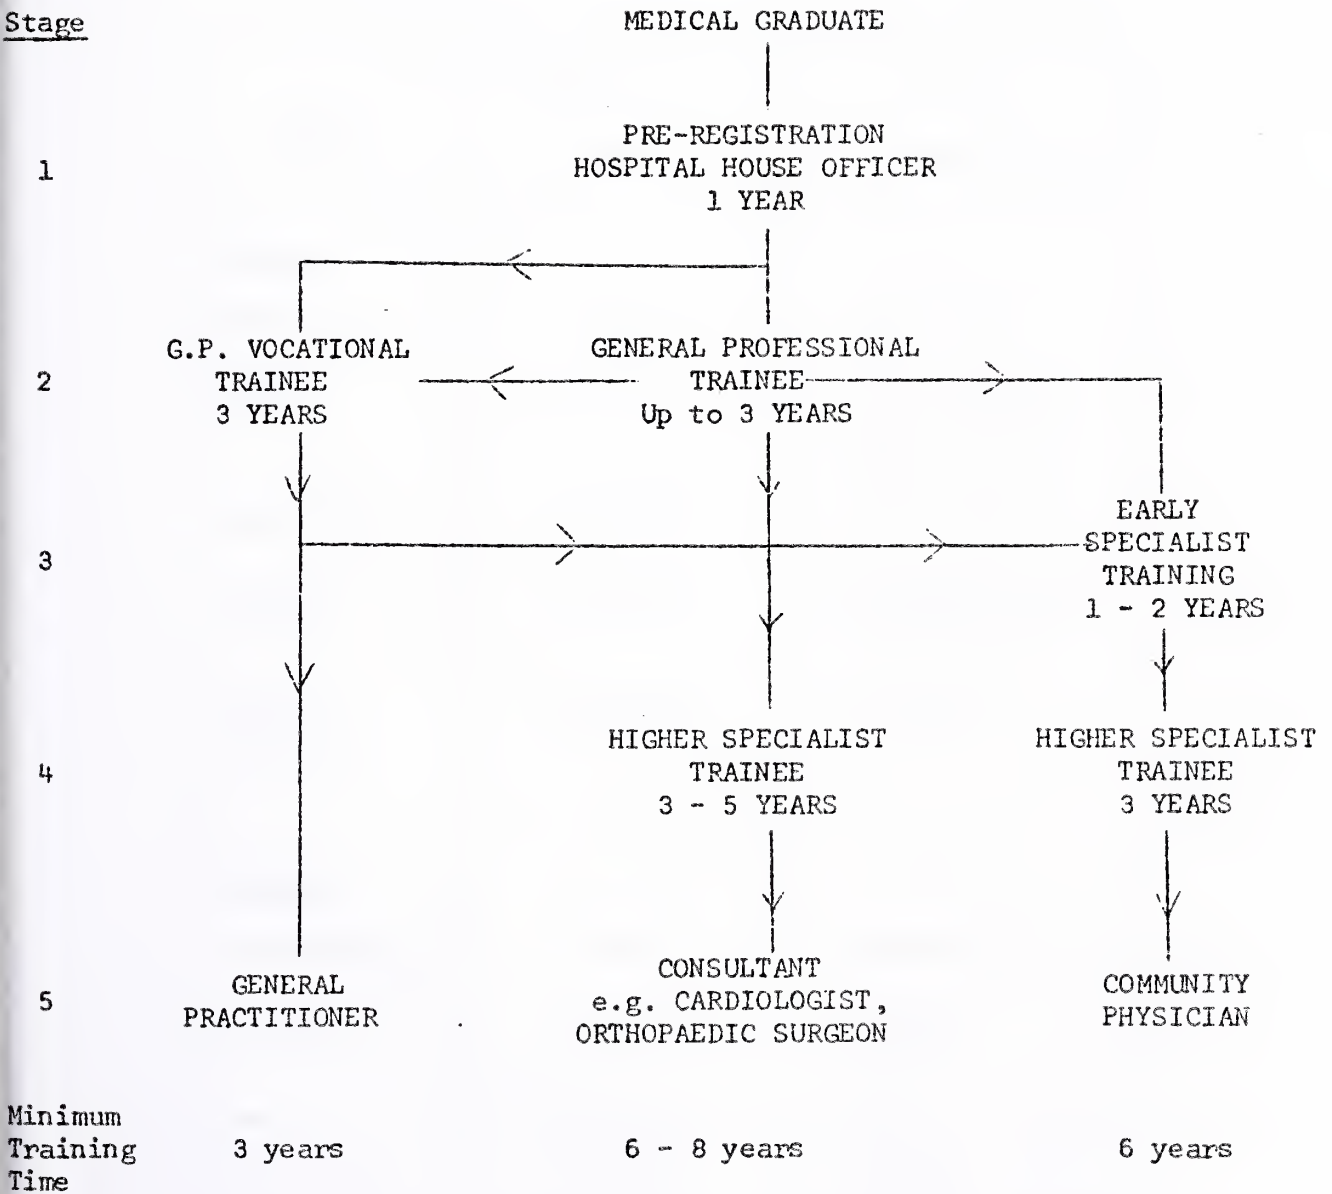 Stage
MEDICAL GRADUATE
1
PRE-REGISTRATION
HOSPITAL HOUSE OFFICER
1 YEAR
2
G.P. VOCATIONAL
TRAINEE
3 YEARS
GENERAL PROFESSIONAL
TRAINEE
Up to 3 YEARS
3
EARLY
SPECIALIST
TRAINING
1 - 2 YEARS
4
HIGHER SPECIALIST
TRAINEE
3 - 5 YEARS
HIGHER SPECIALIST
TRAINEE
3 YEARS
5
GENERAL
PRACTITIONER
CONSULTANT
e.g. CARDIOLOGIST,
ORTHOPAEDIC SURGEON
COMMUNITY
PHYSICIAN
Minimum
Training
Time
3 years
6 - 8 years
6 years